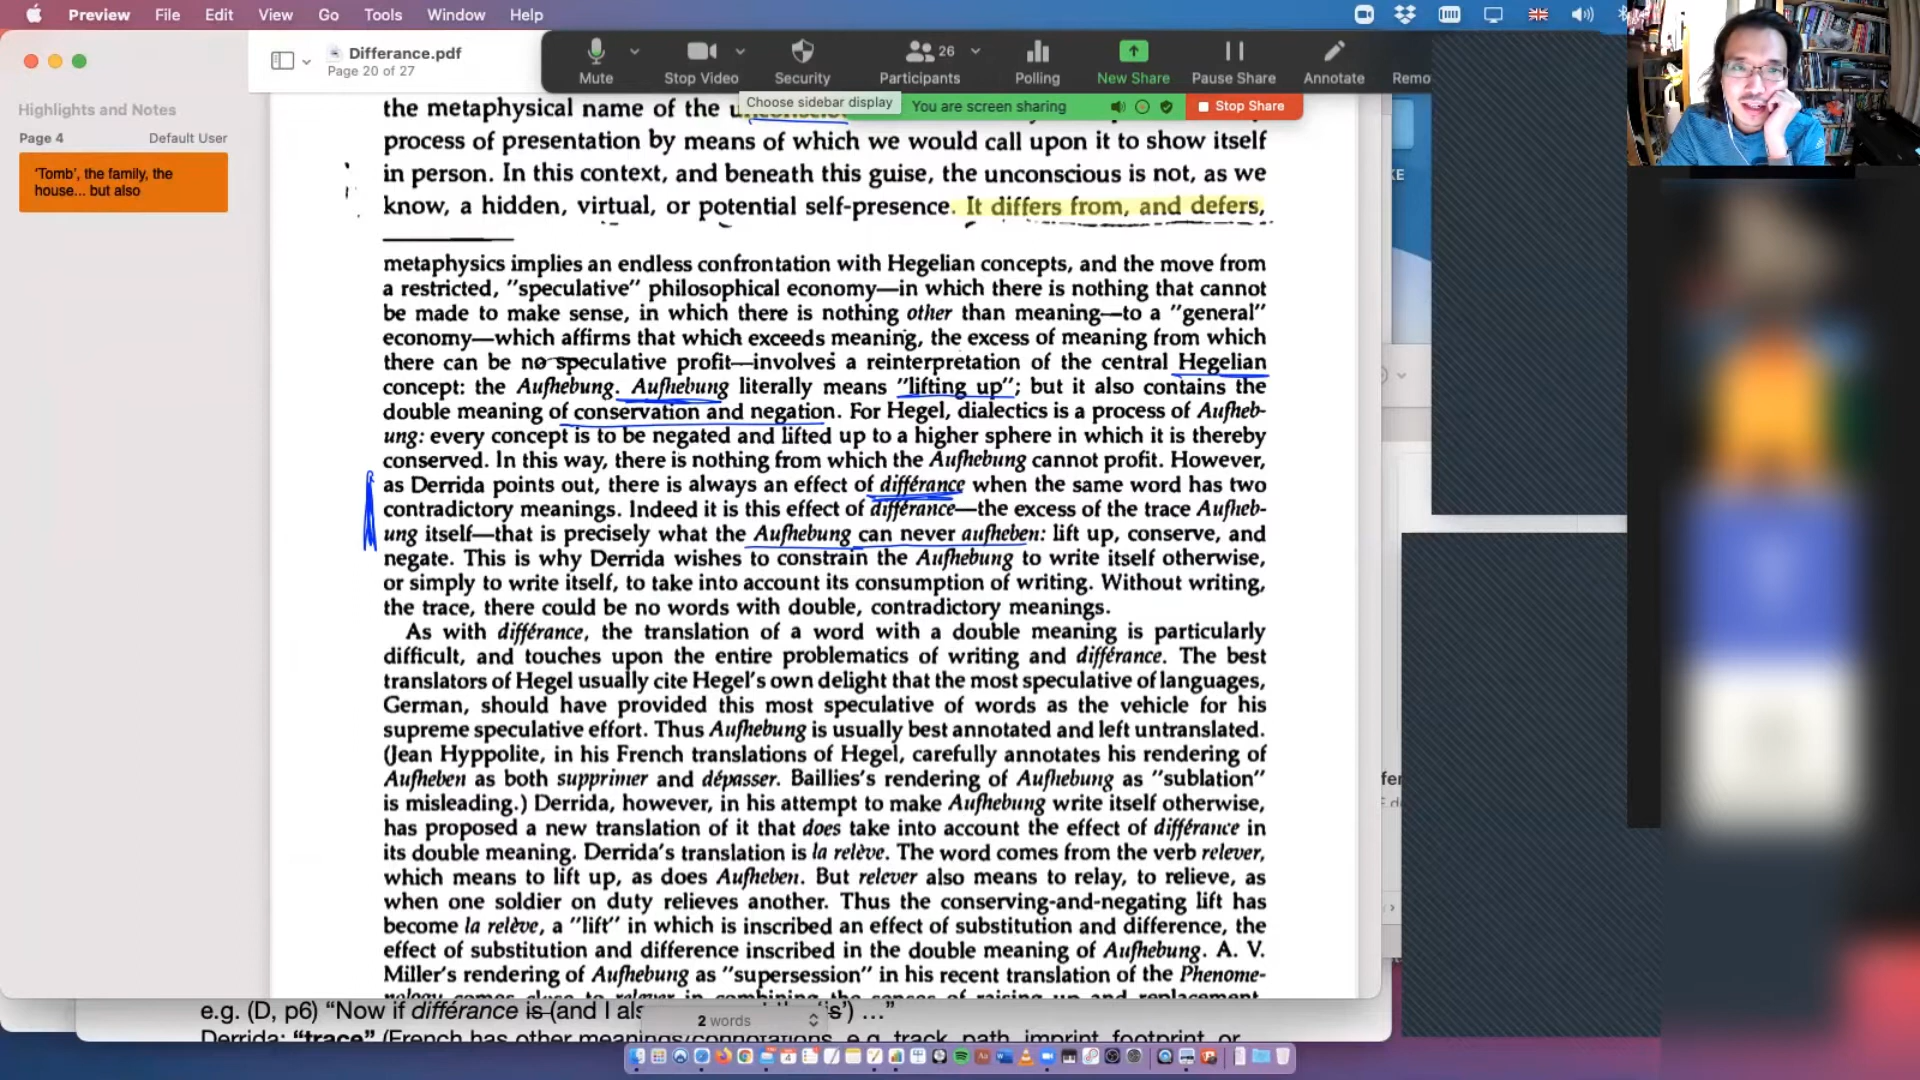 Preview File Edit View Go Tools Window Help
Differance.pdf
Page 20 of 27
Mute
Stop Video
Security
26
Participants
Polling
New Share
Pause Share
Annotate
Remo
Choose sidebar display
You are screen sharing
Stop Share
Highlights and Notes
Page 4
Default User
‘Tomb’, the family, the
house... but also
the metaphysical name of the
process of presentation by means of which we would call upon it to show itself
in person. In this context, and beneath this guise, the unconscious is not, as we
know, a hidden, virtual, or potential self-presence. It differs from, and defers,
metaphysics implies an endless confrontation with Hegelian concepts, and the move from
a restricted, "speculative" philosophical economy—in which there is nothing that cannot
be made to make sense, in which there is nothing other than meaning—to a "general"
economy—which affirms that which exceeds meaning, the excess of meaning from which
there can be no speculative profit—involves a reinterpretation of the central Hegelian
concept: the Aufhebung. Aufhebung literally means "lifting up"; but it also contains the
double meaning of conservation and negation. For Hegel, dialectics is a process of Aufheb-
ung: every concept is to be negated and lifted up to a higher sphere in which it is thereby
conserved. In this way, there is nothing from which the Aufhebung cannot profit. However,
as Derrida points out, there is always an effect of différance when the same word has two
contradictory meanings. Indeed it is this effect of différance—the excess of the trace Aufheb-
ung itself—that is precisely what the Aufhebung can never aufheben: lift up, conserve, and
negate. This is why Derrida wishes to constrain the Aufhebung to write itself otherwise,
or simply to write itself, to take into account its consumption of writing. Without writing,
the trace, there could be no words with double, contradictory meanings.
As with différance, the translation of a word with a double meaning is particularly
difficult, and touches upon the entire problematics of writing and différance. The best
translators of Hegel usually cite Hegel's own delight that the most speculative of languages,
German, should have provided this most speculative of words as the vehicle for his
supreme speculative effort. Thus Aufhebung is usually best annotated and left untranslated.
(Jean Hyppolite, in his French translations of Hegel, carefully annotates his rendering of
Aufheben as both supprimer and dépasser. Baillies's rendering of Aufhebung as "sublation"
is misleading.) Derrida, however, in his attempt to make Aufhebung write itself otherwise,
has proposed a new translation of it that does take into account the effect of différance in
its double meaning. Derrida's translation is la relève. The word comes from the verb relever,
which means to lift up, as does Aufheben. But relever also means to relay, to relieve, as
when one soldier on duty relieves another. Thus the conserving-and-negating lift has
become la relève, a "lift" in which is inscribed an effect of substitution and difference, the
effect of substitution and difference inscribed in the double meaning of Aufhebung. A. V.
Miller's rendering of Aufhebung as "supersession" in his recent translation of the Phenome-
nology comes close to relever in combining the senses of raising up and replacement,
e.g. (D, p6) “Now if différance is (and I als
‘is’) …”
2 words
Derrida: “trace” (French has other meanings/connotations, e.g. track, path, imprint, footprint, or